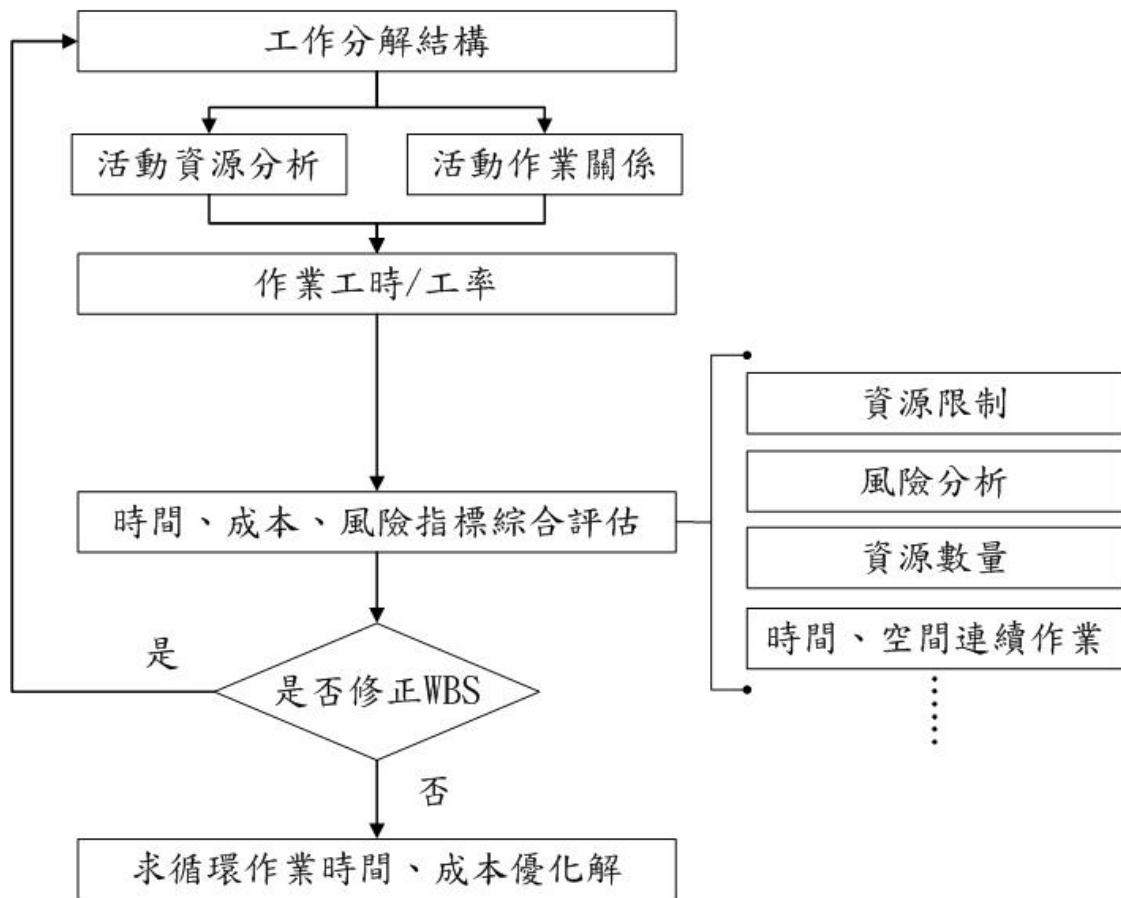 工作分解結構
活動資源分析
活動作業關係
作業工時/工率
資源限制
風險分析
時間、成本、風險指標綜合評估
資源數量
時間、空間連續作業
是
是否修正WBS
否
求循環作業時間、成本優化解